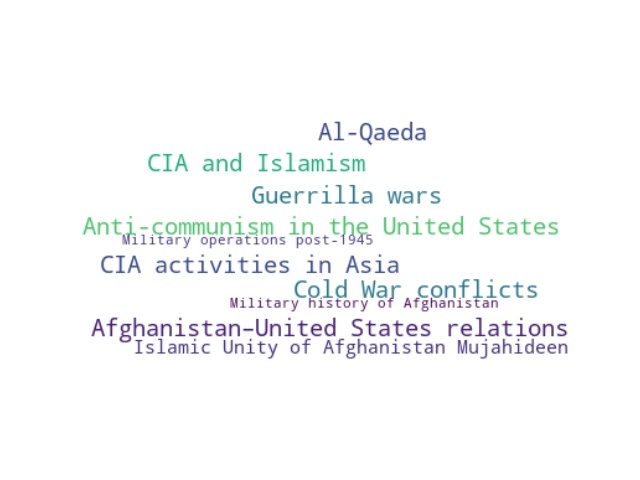 Al-Qaeda
CIA and Islamism
Guerrilla wars
Anti-communism in the United States
Military operations post-1945
CIA activities in Asia
Cold War conflicts
Military history of Afghanistan
Afghanistan–United States relations
Islamic Unity of Afghanistan Mujahideen